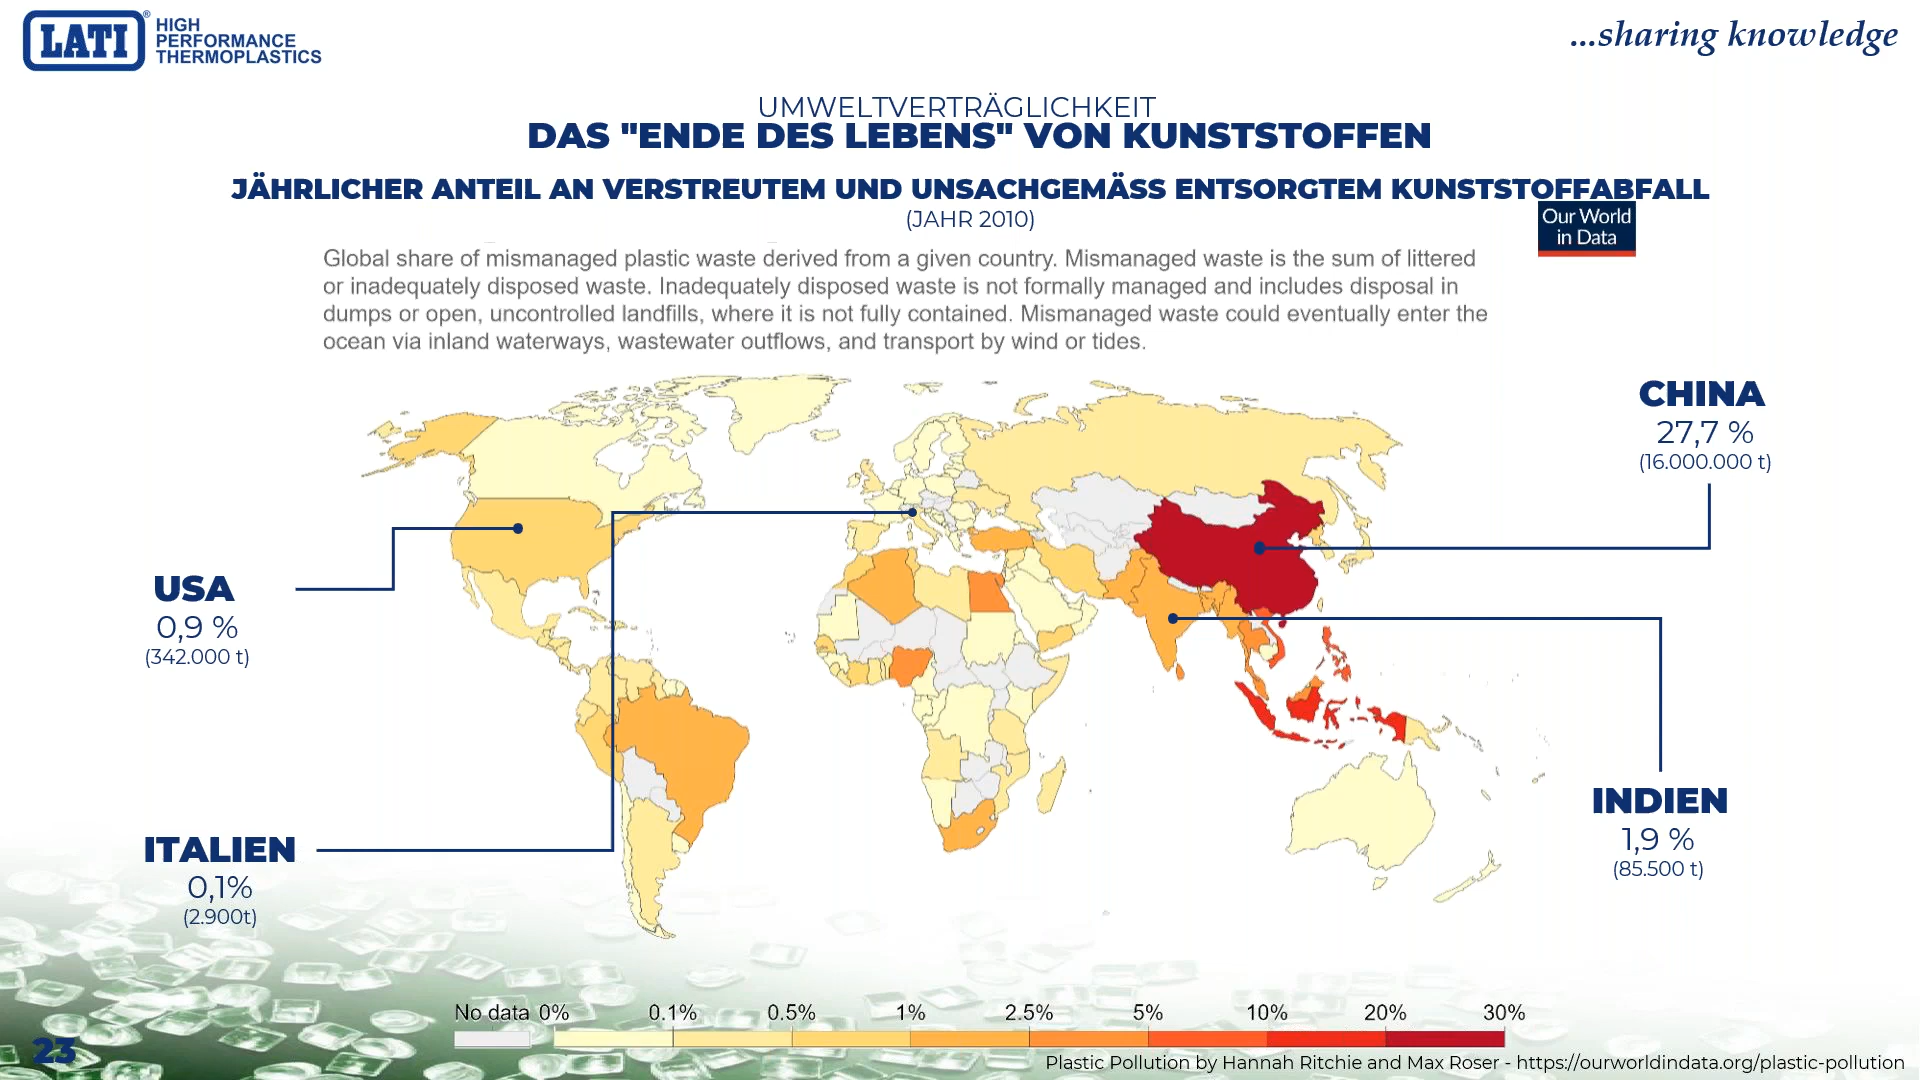 LATI®
HIGH
PERFORMANCE
THERMOPLASTICS
...sharing knowledge
UMWELTVERTRÄGLICHKEIT
DAS "ENDE DES LEBENS" VON KUNSTSTOFFEN
JÄHRLICHER ANTEIL AN VERSTREUTEM UND UNSACHGEMÄSS ENTSORGTEM KUNSTSTOFFABFALL
(JAHR 2010)
Our World
in Data
Global share of mismanaged plastic waste derived from a given country. Mismanaged waste is the sum of littered
or inadequately disposed waste. Inadequately disposed waste is not formally managed and includes disposal in
dumps or open, uncontrolled landfills, where it is not fully contained. Mismanaged waste could eventually enter the
ocean via inland waterways, wastewater outflows, and transport by wind or tides.
CHINA
27,7 %
(16.000.000 t)
USA
0,9 %
(342.000 t)
INDIEN
1,9 %
(85.500 t)
ITALIEN
0,1%
(2.900t)
No data 0% 0.1% 0.5% 1% 2.5% 5% 10% 20% 30%
23
Plastic Pollution by Hannah Ritchie and Max Roser - https://ourworldindata.org/plastic-pollution